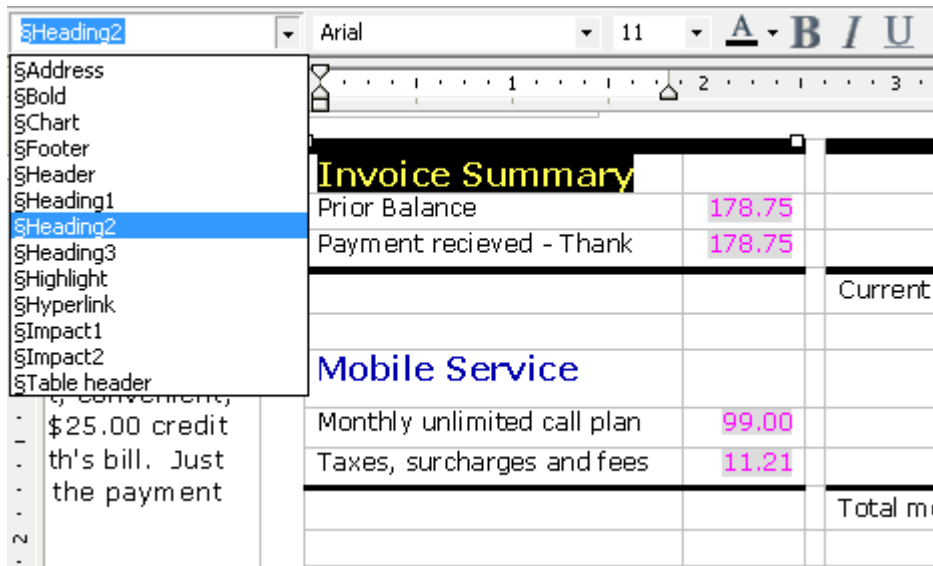 §Heading2 Arial 11 A B I U
§Address
§Bold
§Chart
§Footer
§Header
§Heading1
§Heading2
§Heading3
§Highlight
§Hyperlink
§Impact1
§Impact2
§Table header
1 2 3
Invoice Summary
Prior Balance 178.75
Payment recieved - Thank 178.75
Current
Mobile Service
Monthly unlimited call plan 99.00
Taxes, surcharges and fees 11.21
Total m
t, convenient,
$25.00 credit
th's bill. Just
the payment
2